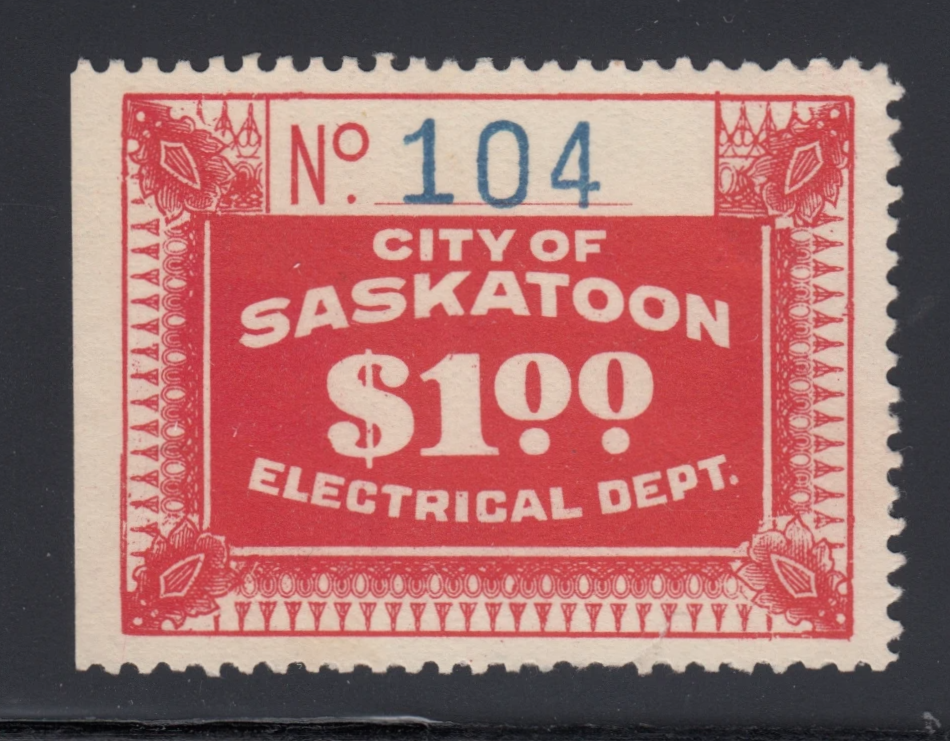 Nº. 104
CITY OF
SASKATOON
$1.00
ELECTRICAL DEPT.